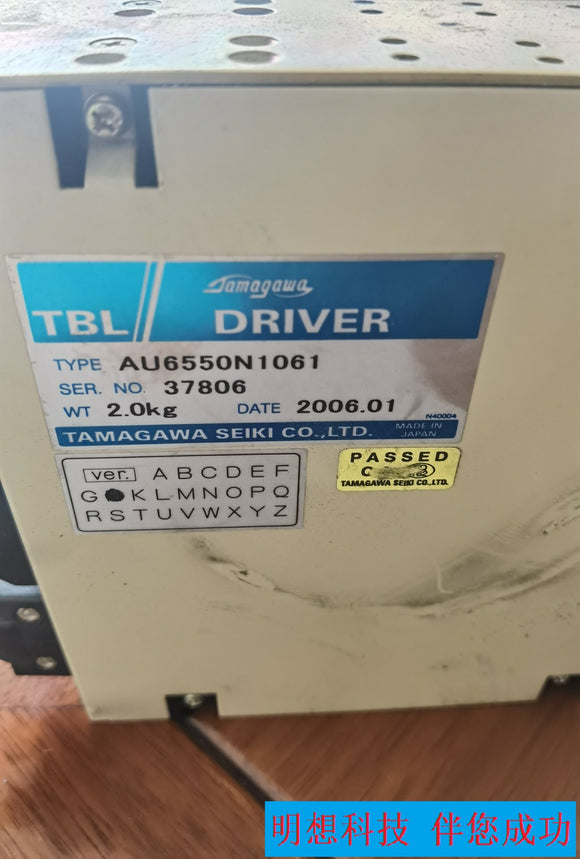 Tamagawa
TBL // DRIVER
TYPE AU6550N1061
SER. NO. 37806
WT 2.0kg DATE 2006.01
N40004
TAMAGAWA SEIKI CO.,LTD. MADE IN JAPAN
ver. A B C D E F
G K L M N O P Q
R S T U V W X Y Z
PASSED
TAMAGAWA SEIKI CO.,LTD.
明想科技 伴您成功